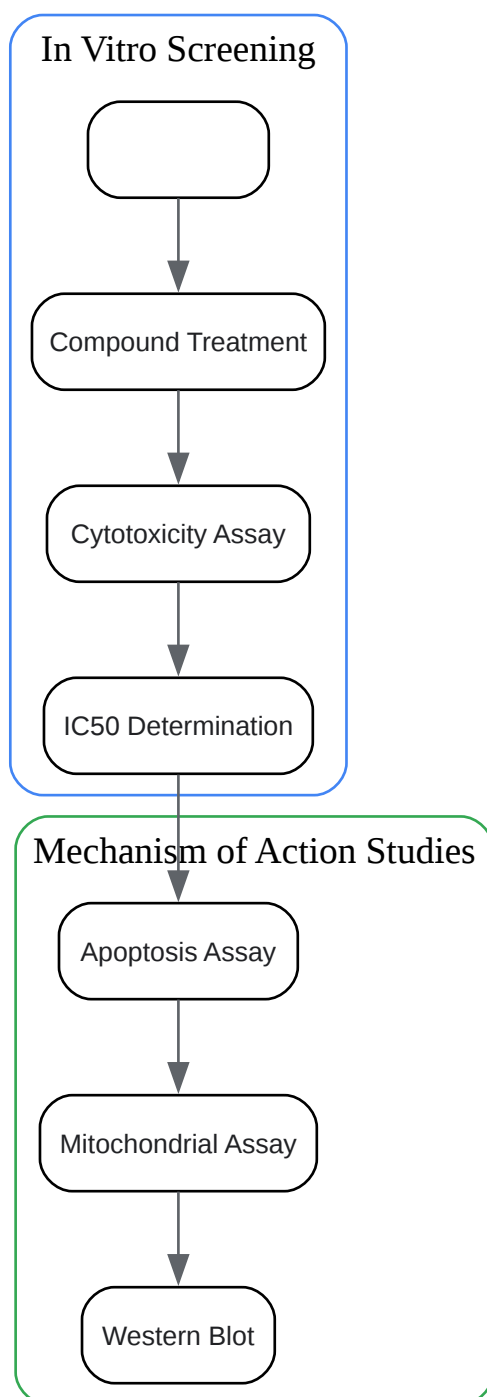 In Vitro Screening
Compound Treatment
Cytotoxicity Assay
IC50 Determination
Mechanism of Action Studies
Apoptosis Assay
Mitochondrial Assay
Western Blot